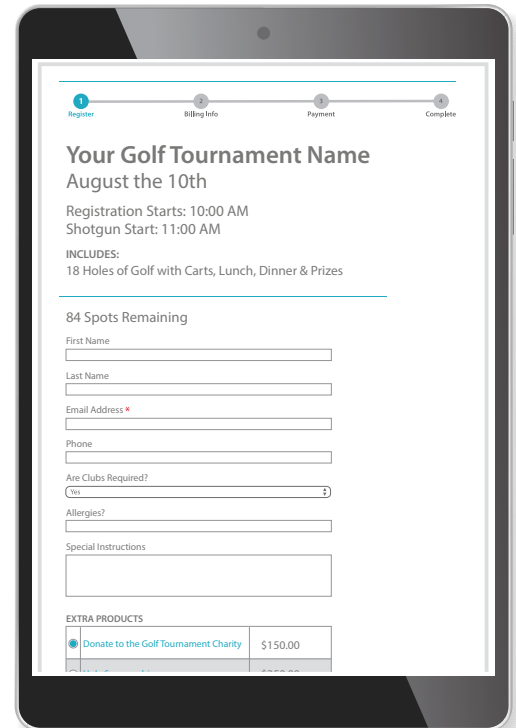 1 2 3 4
Register Billing Info Payment Complete
Your Golf Tournament Name
August the 10th
Registration Starts: 10:00 AM
Shotgun Start: 11:00 AM
INCLUDES:
18 Holes of Golf with Carts, Lunch, Dinner & Prizes
84 Spots Remaining
First Name
Last Name
Email Address *
Phone
Are Clubs Required?
Yes
Allergies?
Special Instructions
EXTRA PRODUCTS
Donate to the Golf Tournament Charity $150.00